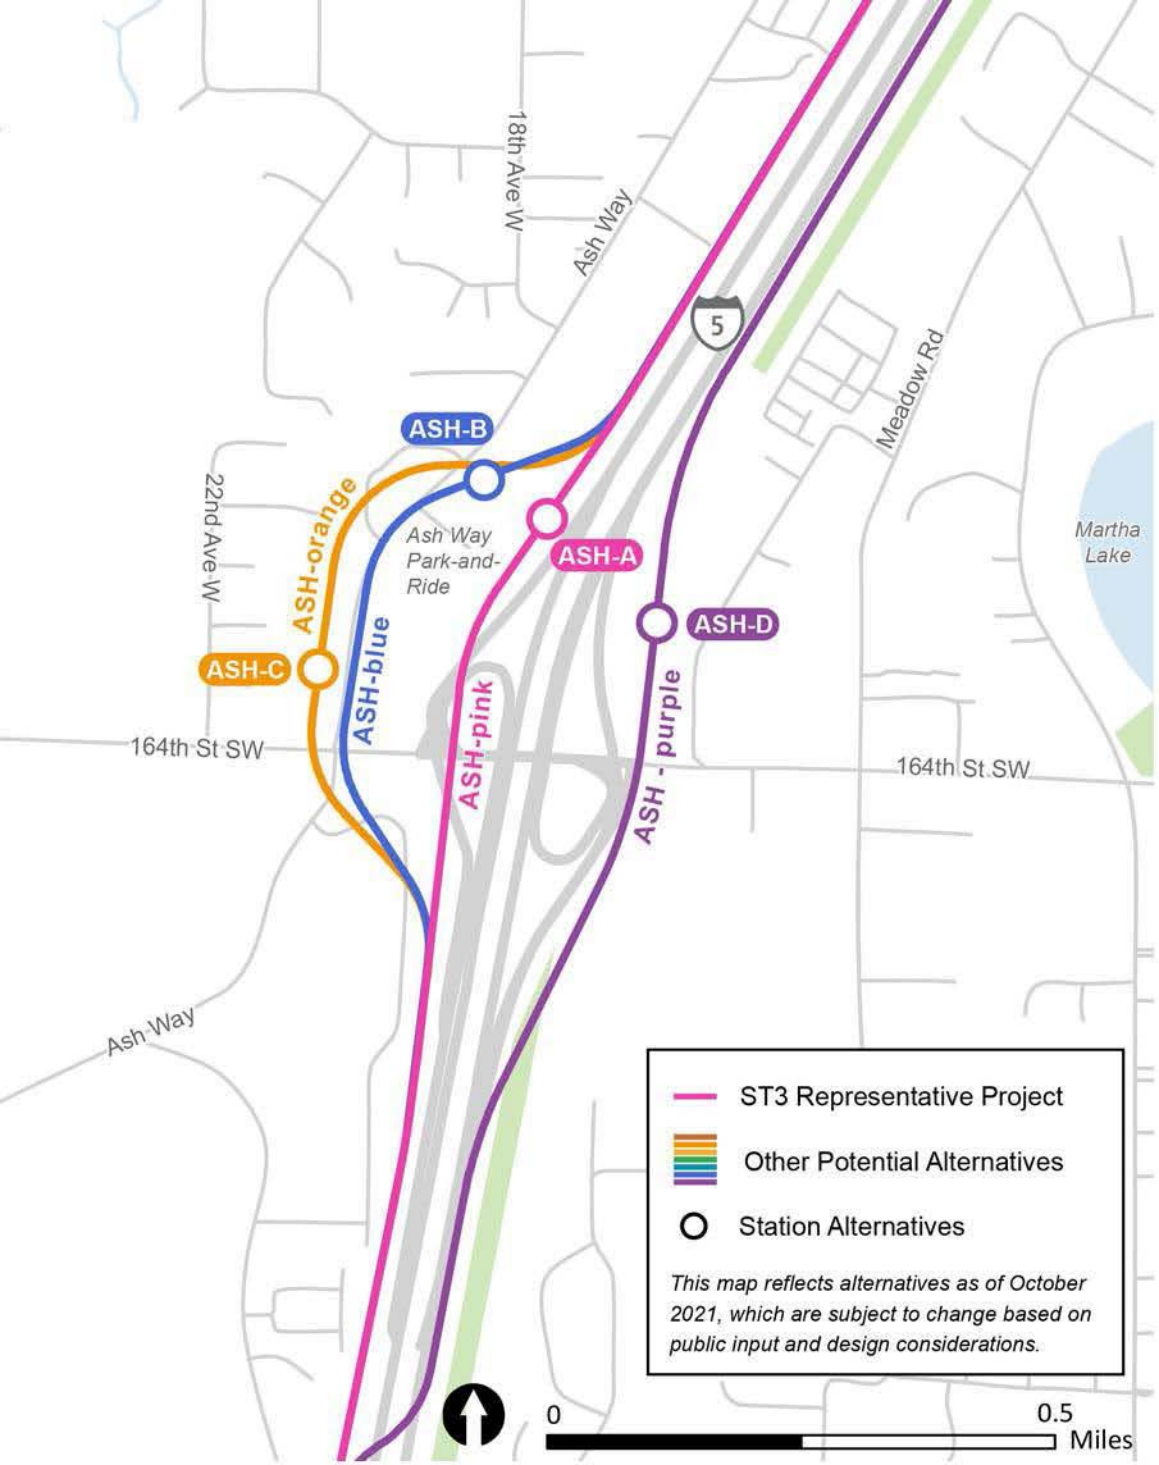 18th Ave W
Ash Way
5
Meadow Rd
ASH-B
22nd Ave W
ASH-orange
Ash Way
Park-and-
Ride
ASH-A
Martha
Lake
ASH-D
ASH-blue
ASH-C
ASH-pink
ASH - purple
164th St SW
164th St SW
Ash Way
ST3 Representative Project
Other Potential Alternatives
Station Alternatives
This map reflects alternatives as of October
2021, which are subject to change based on
public input and design considerations.
0 0.5
Miles